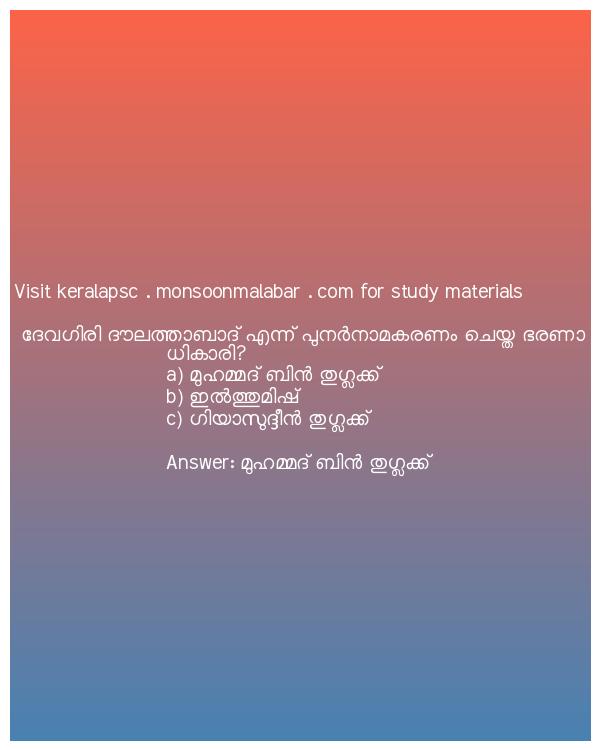 Visit keralapsc . monsoonmalabar . com for study materials
ദേവഗിരി ദൗലത്താബാദ് എന്ന് പുനർനാമകരണം ചെയ്ത ഭരണാ
ധികാരി?
a) മുഹമ്മദ് ബിൻ തുഗ്ലക്ക്
b) ഇൽത്തുമിഷ്
c) ഗിയാസുദ്ദീൻ തുഗ്ലക്ക്
Answer: മുഹമ്മദ് ബിൻ തുഗ്ലക്ക്